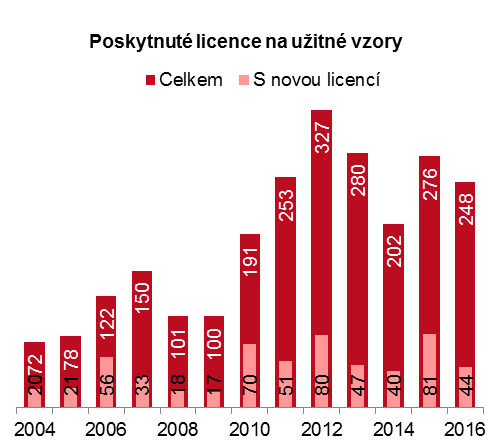 Poskytnuté licence na užitné vzory
Celkem S novou licencí
72 78 122 150 101 100 191 253 327 280 202 276 248
20 21 56 33 18 17 70 51 80 47 40 81 44
2004 2006 2008 2010 2012 2014 2016